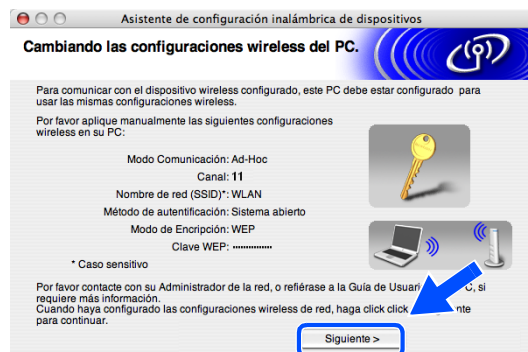 Asistente de configuración inalámbrica de dispositivos
Cambiando las configuraciones wireless del PC.
Para comunicar con el dispositivo wireless configurado, este PC debe estar configurado para
usar las mismas configuraciones wireless.
Por favor aplique manualmente las siguientes configuraciones
wireless en su PC:
Modo Comunicación: Ad-Hoc
Canal: 11
Nombre de red (SSID)*: WLAN
Método de autentificación: Sistema abierto
Modo de Encripción: WEP
Clave WEP: ••••••••••••••
* Caso sensitivo
Por favor contacte con su Administrador de la red, o refiérase a la Guía de Usuari C, si
requiere más información.
Cuando haya configurado las configuraciones wireless de red, haga click click nte
para continuar.
Siguiente >